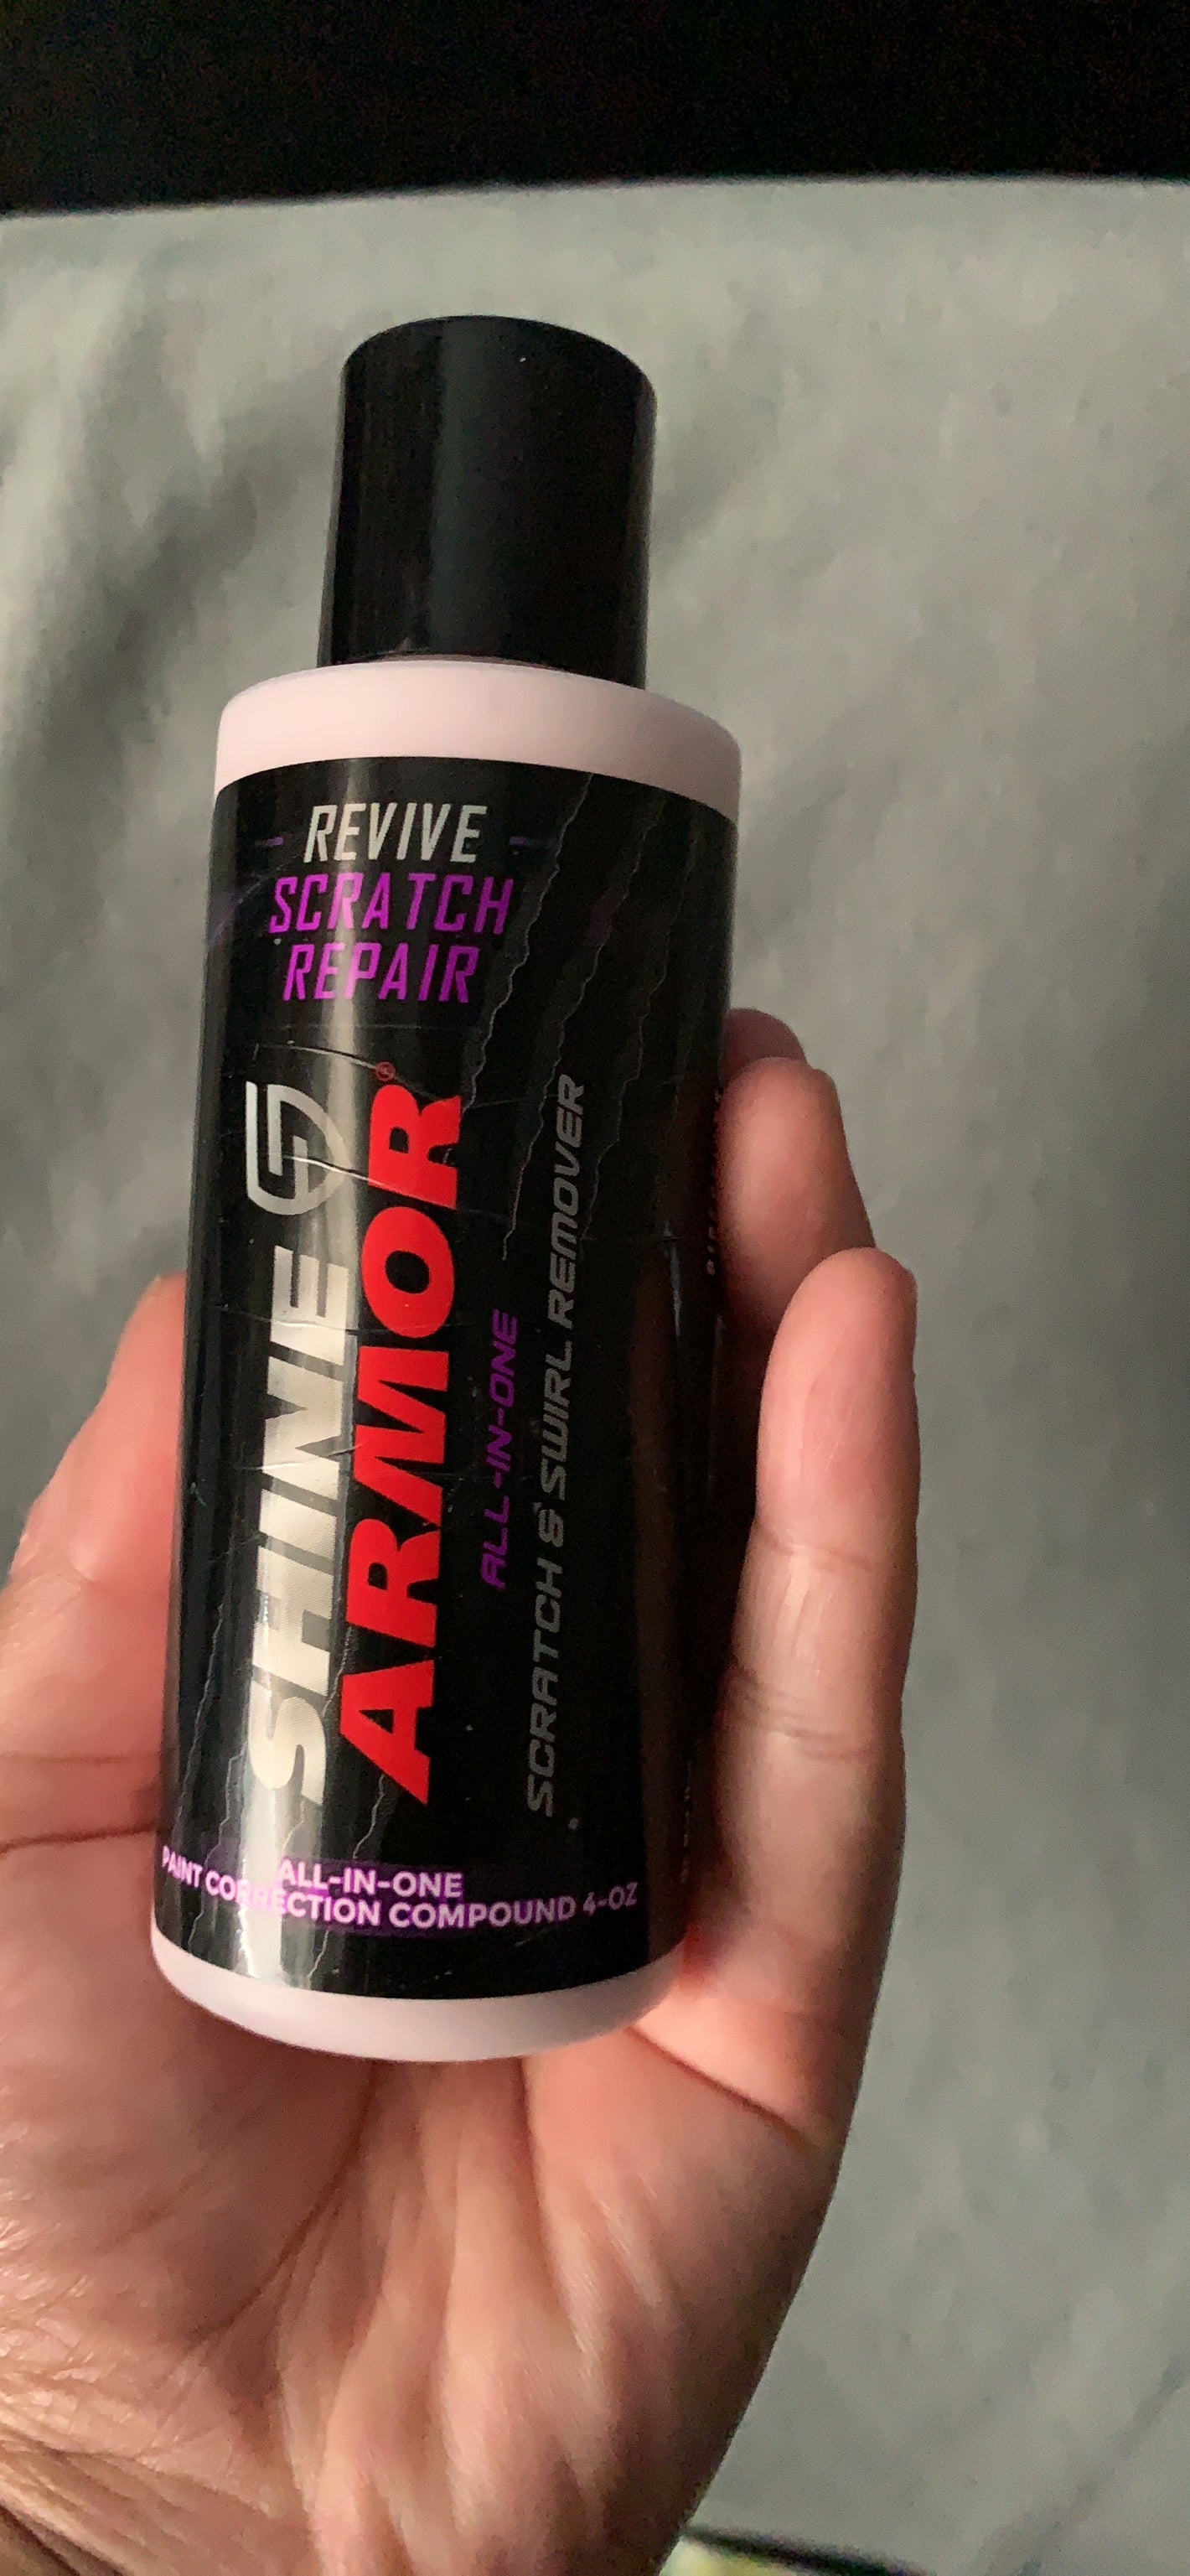 REVIVE
SCRATCH
REPAIR
SHINE
ARMOR®
ALL-IN-ONE
SCRATCH & SWIRL REMOVER
ALL-IN-ONE
PAINT CORRECTION COMPOUND 4-OZ